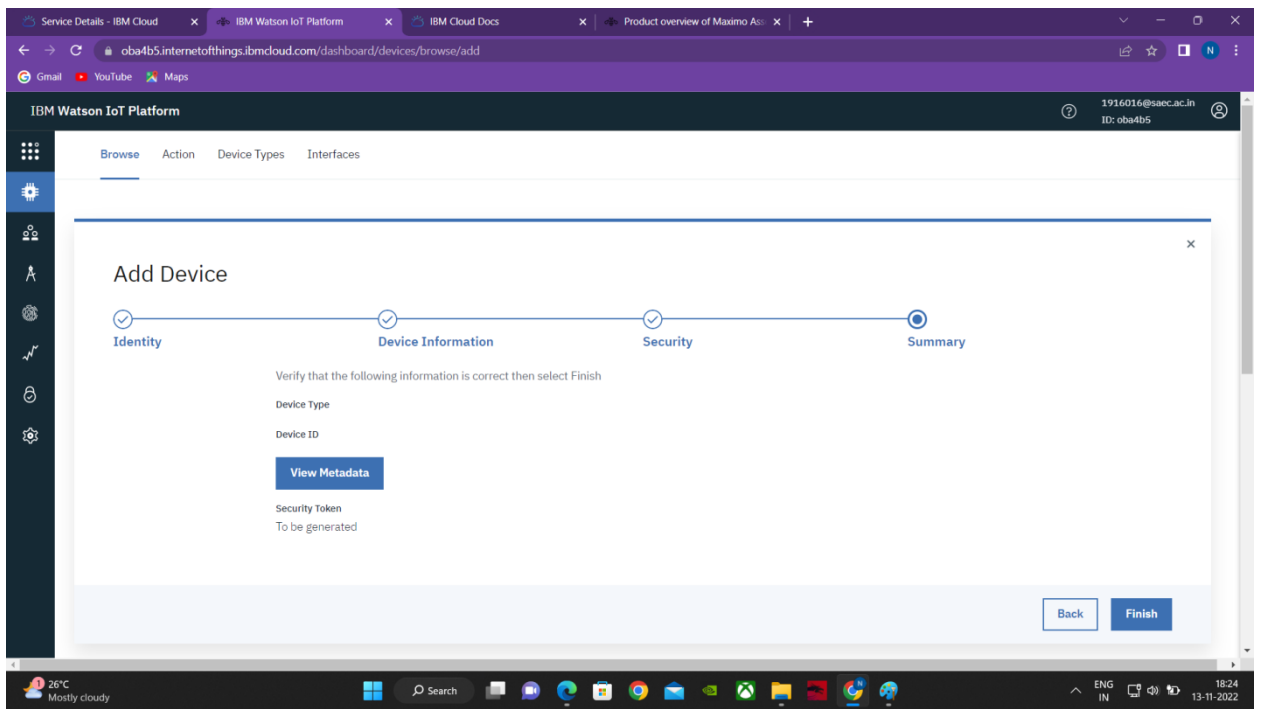 Service Details - IBM Cloud
IBM Watson IoT Platform
IBM Cloud Docs
Product overview of Maximo Ass
oba4b5.internetofthings.ibmcloud.com/dashboard/devices/browse/add
N
Gmail
YouTube
Maps
IBM Watson IoT Platform
1916016@saec.ac.in
ID: oba4b5
Browse Action Device Types Interfaces
Add Device
Identity Device Information Security Summary
Verify that the following information is correct then select Finish
Device Type
Device ID
View Metadata
Security Token
To be generated
Back Finish
1
26°C
Mostly cloudy
Search
N
ENG
IN
18:24
13-11-2022